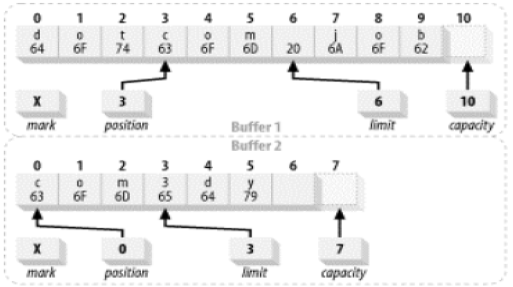 0 1 2 3 4 5 6 7 8 9 10
d o t c o m j o b
64 6F 74 63 6F 6D 20 6A 6F 62
X 3 6 10
mark position limit capacity
Buffer 1
Buffer 2
0 1 2 3 4 5 6 7
c o m 3 d y
63 6F 6D 65 64 79
X 0 3 7
mark position limit capacity